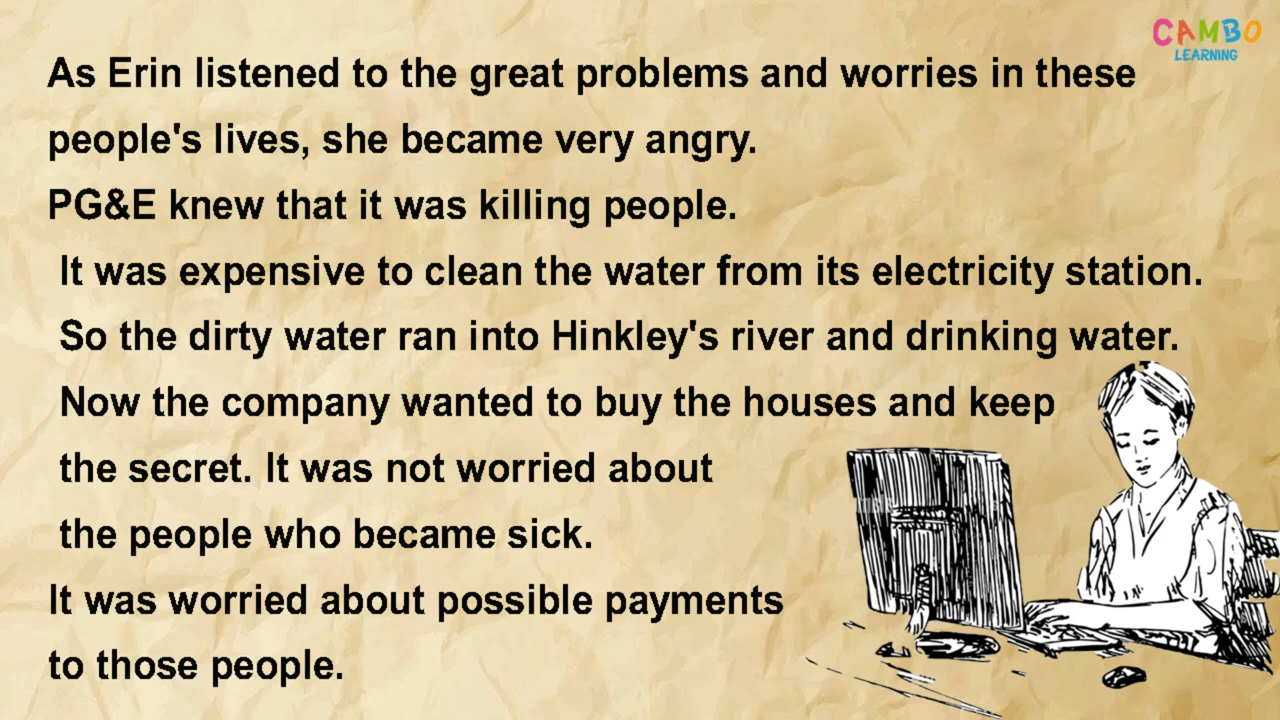 CAMBO
LEARNING
As Erin listened to the great problems and worries in these
people's lives, she became very angry.
PG&E knew that it was killing people.
It was expensive to clean the water from its electricity station.
So the dirty water ran into Hinkley's river and drinking water.
Now the company wanted to buy the houses and keep
the secret. It was not worried about
the people who became sick.
It was worried about possible payments
to those people.